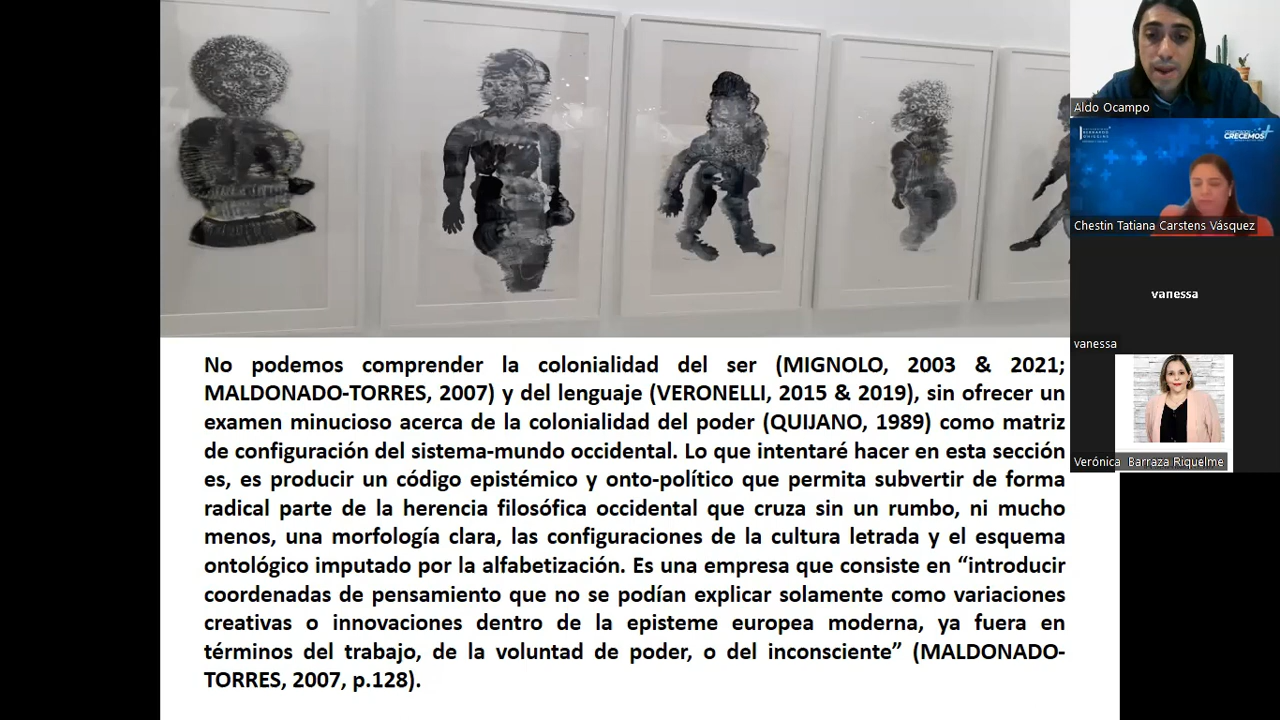 No podemos comprender la colonialidad del ser (MIGNOLO, 2003 & 2021;
MALDONADO-TORRES, 2007) y del lenguaje (VERONELLI, 2015 & 2019), sin ofrecer un
examen minucioso acerca de la colonialidad del poder (QUIJANO, 1989) como matriz
de configuración del sistema-mundo occidental. Lo que intentaré hacer en esta sección
es, es producir un código epistémico y onto-político que permita subvertir de forma
radical parte de la herencia filosófica occidental que cruza sin un rumbo, ni mucho
menos, una morfología clara, las configuraciones de la cultura letrada y el esquema
ontológico imputado por la alfabetización. Es una empresa que consiste en “introducir
coordenadas de pensamiento que no se podían explicar solamente como variaciones
creativas o innovaciones dentro de la episteme europea moderna, ya fuera en
términos del trabajo, de la voluntad de poder, o del inconsciente” (MALDONADO-
TORRES, 2007, p.128).
Aldo Ocampo
CRECEMOS
Chestin Tatiana Carstens Vásquez
vanessa
vanessa
Verónica Barraza Riquelme